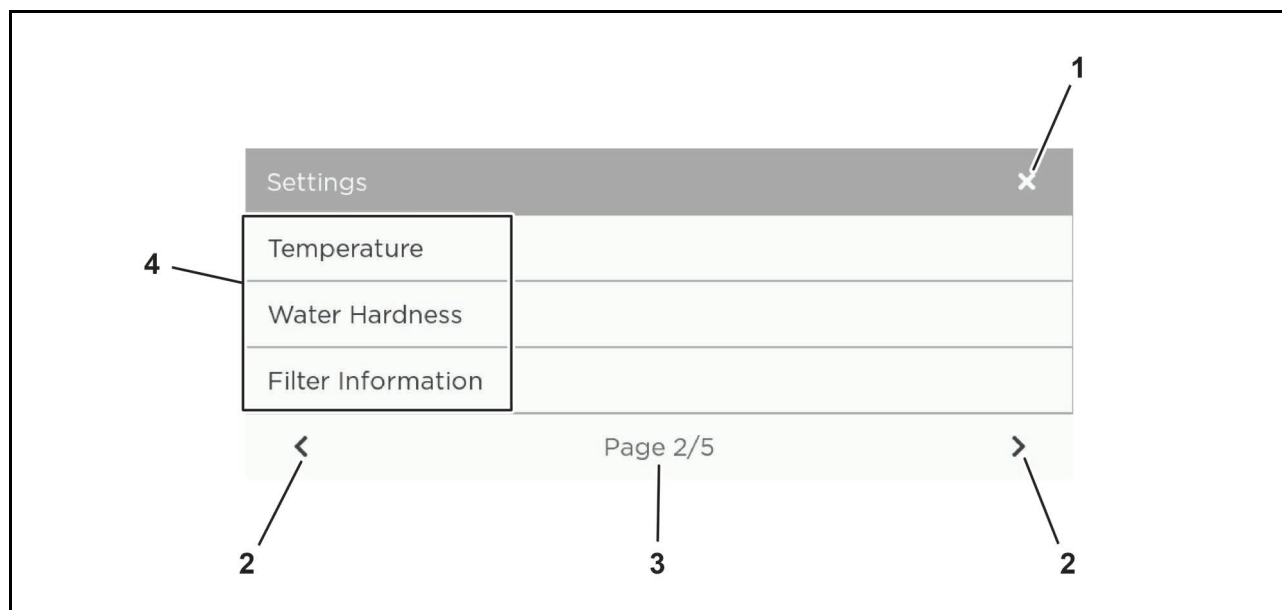 1
Settings
Temperature
4
Water Hardness
Filter Information
Page 2/5
2
3
2